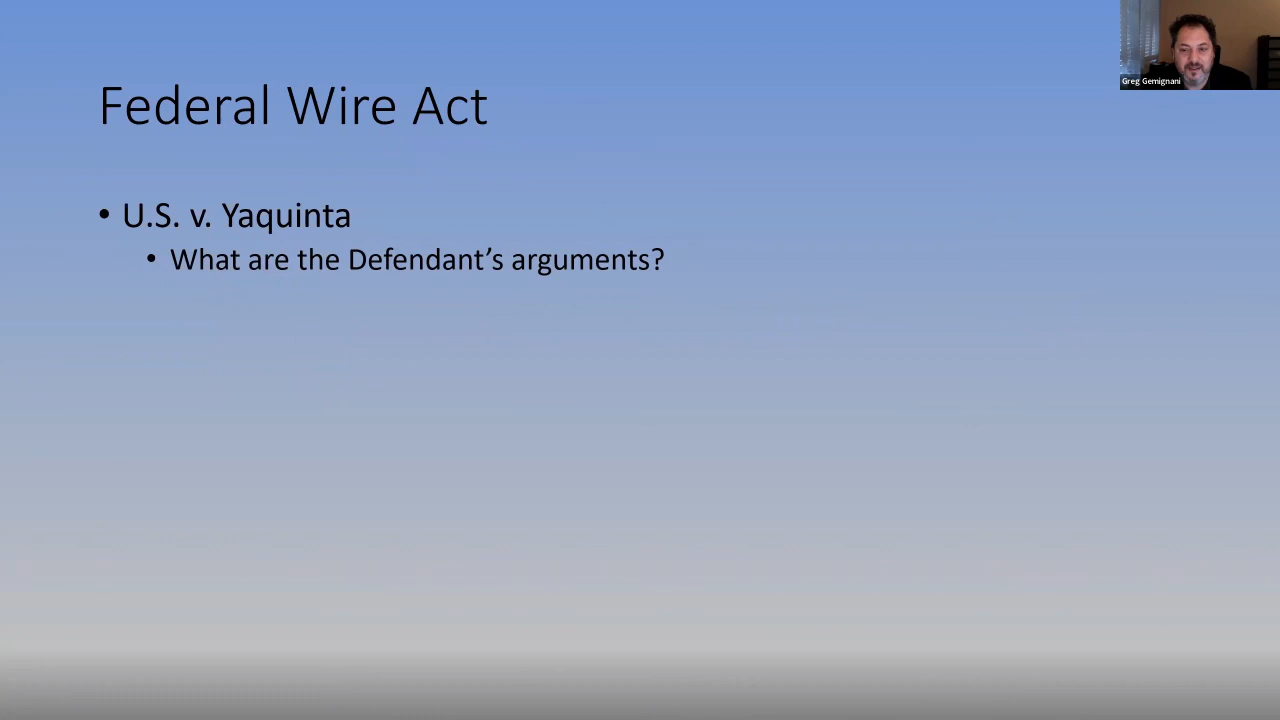 Greg Gemignani
Federal Wire Act
• U.S. v. Yaquinta
• What are the Defendant’s arguments?